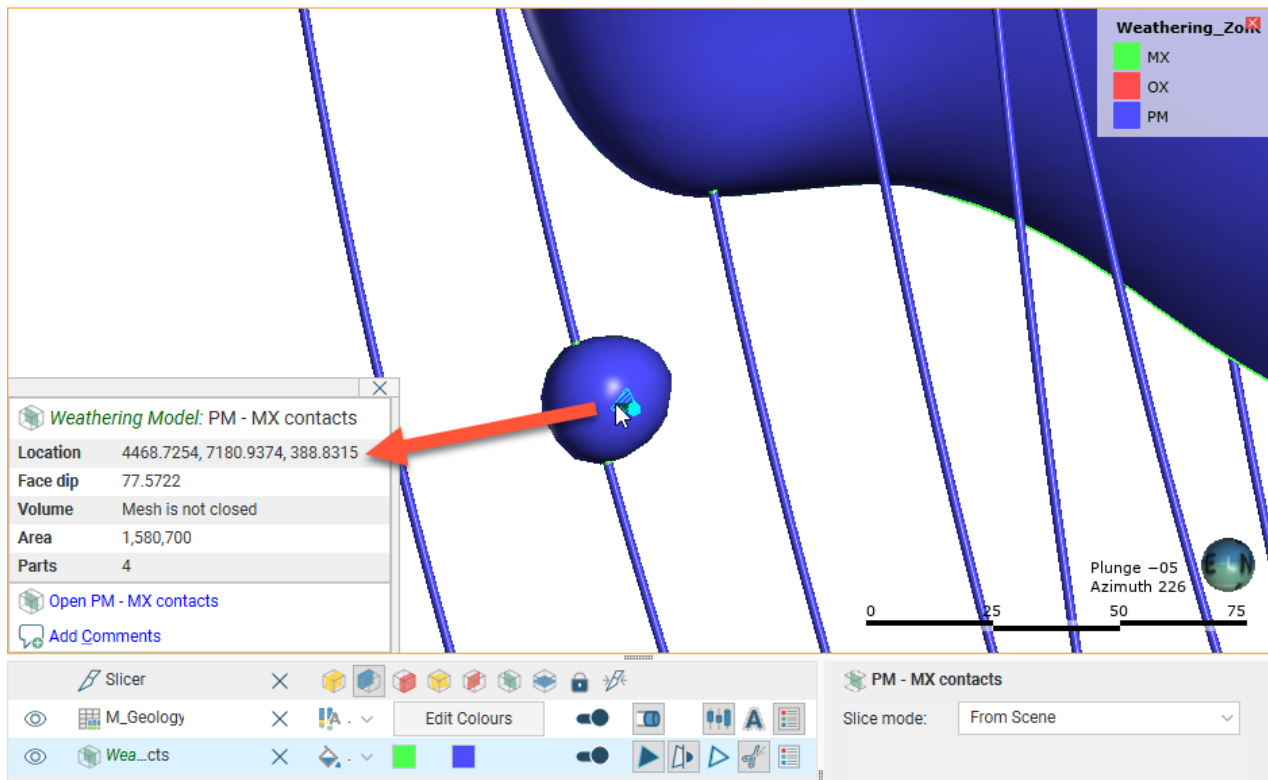 Weathering_Zon
MX
OX
PM
Weathering Model: PM - MX contacts
Location 4468.7254, 7180.9374, 388.8315
Face dip 77.5722
Volume Mesh is not closed
Area 1,580,700
Parts 4
Open PM - MX contacts
Add Comments
Plunge −05
Azimuth 226
E N
0 25 50 75
Slicer
M_Geology
Edit Colours
A
Wea...cts
PM - MX contacts
Slice mode: From Scene